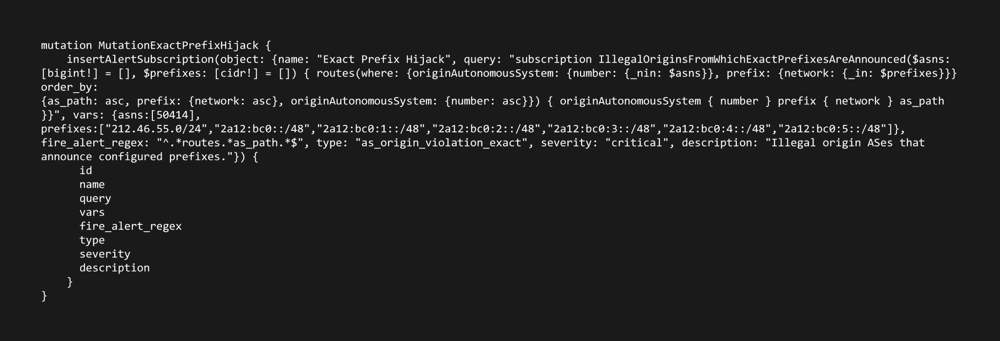 mutation MutationExactPrefixHijack {
    insertAlertSubscription(object: {name: "Exact Prefix Hijack", query: "subscription IllegalOriginsFromWhichExactPrefixesAreAnnounced($asns:
[bigint!] = [], $prefixes: [cidr!] = []) { routes(where: {originAutonomousSystem: {number: {_nin: $asns}}, prefix: {network: {_in: $prefixes}}}
order_by:
{as_path: asc, prefix: {network: asc}, originAutonomousSystem: {number: asc}}) { originAutonomousSystem { number } prefix { network } as_path
}}", vars: {asns:[50414],
prefixes:["212.46.55.0/24","2a12:bc0::/48","2a12:bc0:1::/48","2a12:bc0:2::/48","2a12:bc0:3::/48","2a12:bc0:4::/48","2a12:bc0:5::/48"]},
fire_alert_regex: "^.*routes.*as_path.*$", type: "as_origin_violation_exact", severity: "critical", description: "Illegal origin ASes that
announce configured prefixes."}) {
      id
      name
      query
      vars
      fire_alert_regex
      type
      severity
      description
    }
}